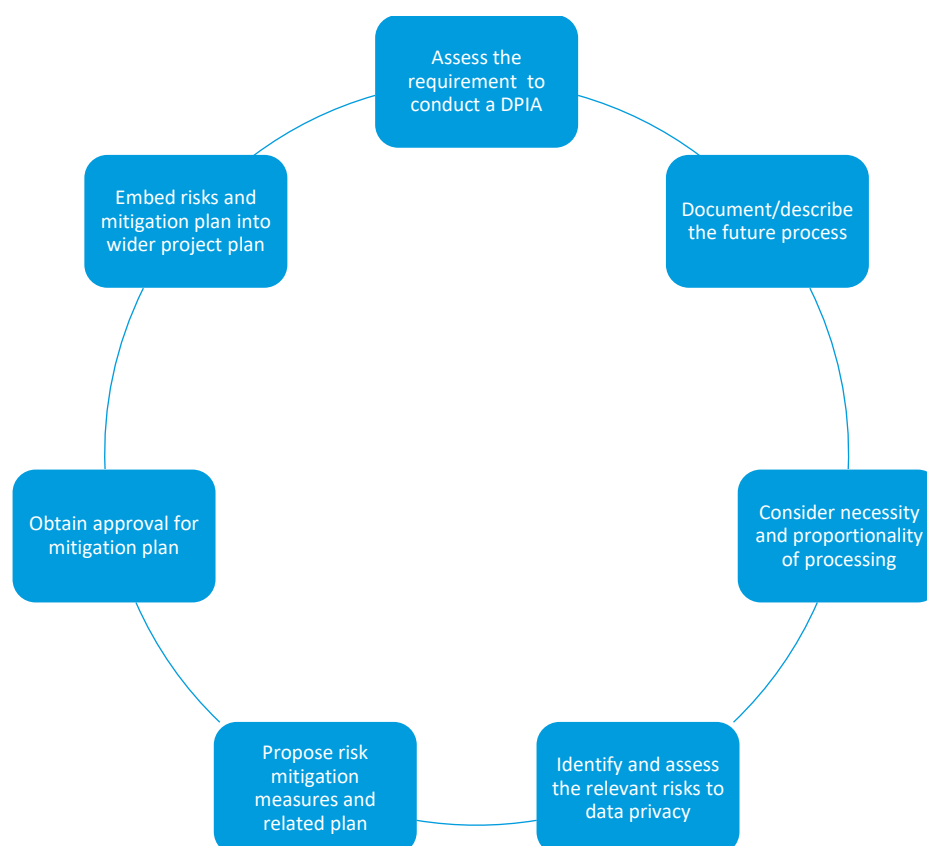 Assess the
requirement to
conduct a DPIA
Document/describe
the future process
Consider necessity
and proportionality
of processing
Identify and assess
the relevant risks to
data privacy
Propose risk
mitigation
measures and
related plan
Obtain approval for
mitigation plan
Embed risks and
mitigation plan into
wider project plan